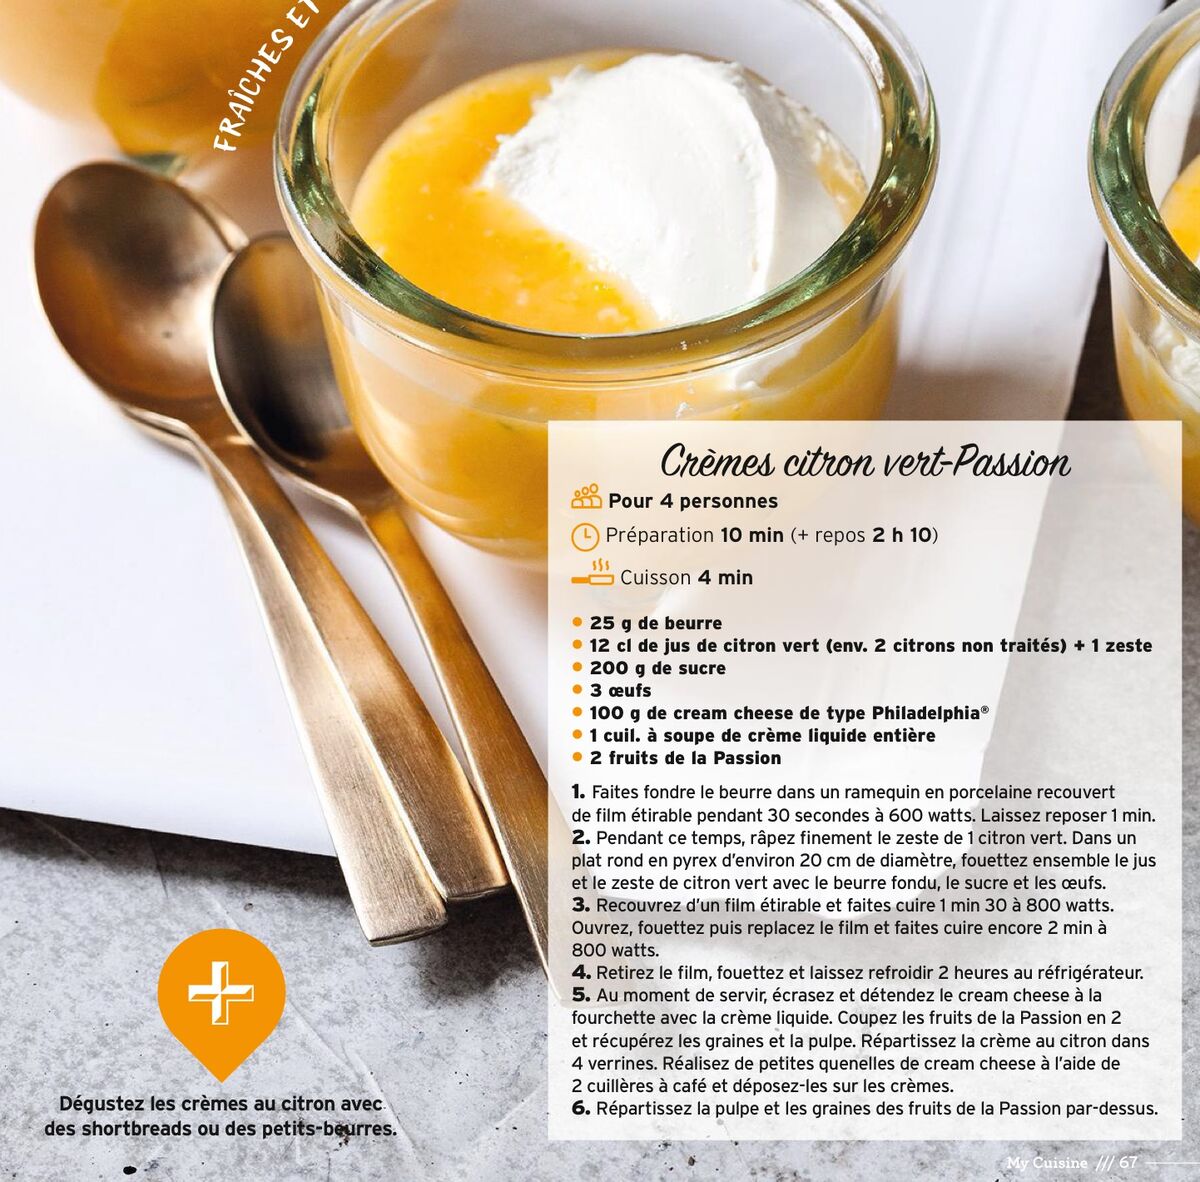 FRAÎCHES ET
Crèmes citron vert-Passion
Pour 4 personnes
Préparation 10 min (+ repos 2 h 10)
Cuisson 4 min
• 25 g de beurre
• 12 cl de jus de citron vert (env. 2 citrons non traités) + 1 zeste
• 200 g de sucre
• 3 œufs
• 100 g de cream cheese de type Philadelphia®
• 1 cuil. à soupe de crème liquide entière
• 2 fruits de la Passion
1. Faites fondre le beurre dans un ramequin en porcelaine recouvert
de film étirable pendant 30 secondes à 600 watts. Laissez reposer 1 min.
2. Pendant ce temps, râpez finement le zeste de 1 citron vert. Dans un
plat rond en pyrex d’environ 20 cm de diamètre, fouettez ensemble le jus
et le zeste de citron vert avec le beurre fondu, le sucre et les œufs.
3. Recouvrez d’un film étirable et faites cuire 1 min 30 à 800 watts.
Ouvrez, fouettez puis replacez le film et faites cuire encore 2 min à
800 watts.
4. Retirez le film, fouettez et laissez refroidir 2 heures au réfrigérateur.
5. Au moment de servir, écrasez et détendez le cream cheese à la
fourchette avec la crème liquide. Coupez les fruits de la Passion en 2
et récupérez les graines et la pulpe. Répartissez la crème au citron dans
4 verrines. Réalisez de petites quenelles de cream cheese à l’aide de
2 cuillères à café et déposez-les sur les crèmes.
6. Répartissez la pulpe et les graines des fruits de la Passion par-dessus.
Dégustez les crèmes au citron avec
des shortbreads ou des petits-beurres.
My Cuisine /// 67